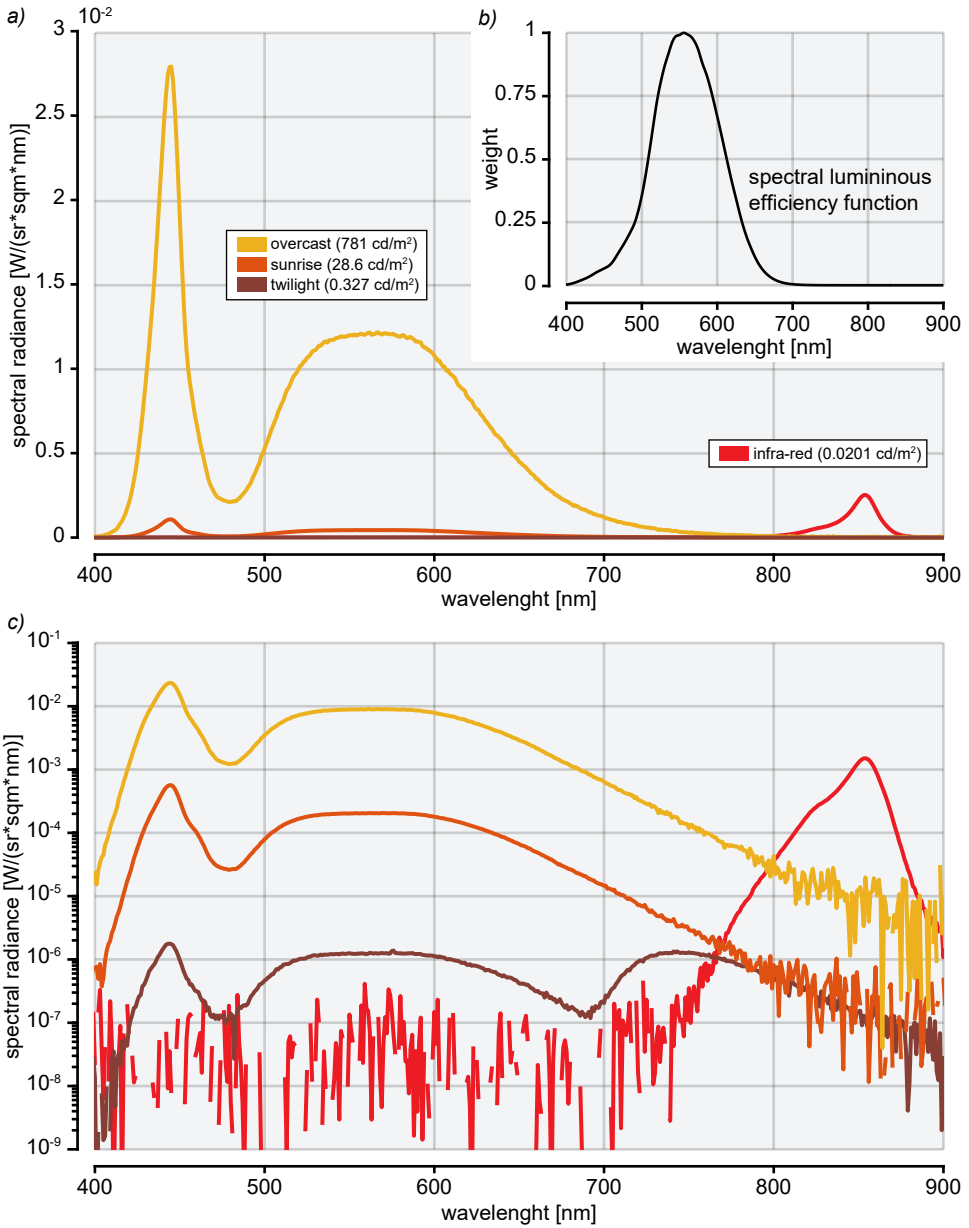 a)
10⁻²
3
2.5
2
1.5
1
0.5
0
400 500 600 700 800 900
wavelenght [nm]
spectral radiance [W/(sr*sqm*nm)]
overcast (781 cd/m²)
sunrise (28.6 cd/m²)
twilight (0.327 cd/m²)
infra-red (0.0201 cd/m²)
b)
1
0.75
0.5
0.25
0
400 500 600 700 800 900
wavelenght [nm]
weight
spectral lumininous
efficiency function
c)
10⁻¹
10⁻²
10⁻³
10⁻⁴
10⁻⁵
10⁻⁶
10⁻⁷
10⁻⁸
10⁻⁹
400 500 600 700 800 900
wavelenght [nm]
spectral radiance [W/(sr*sqm*nm)]